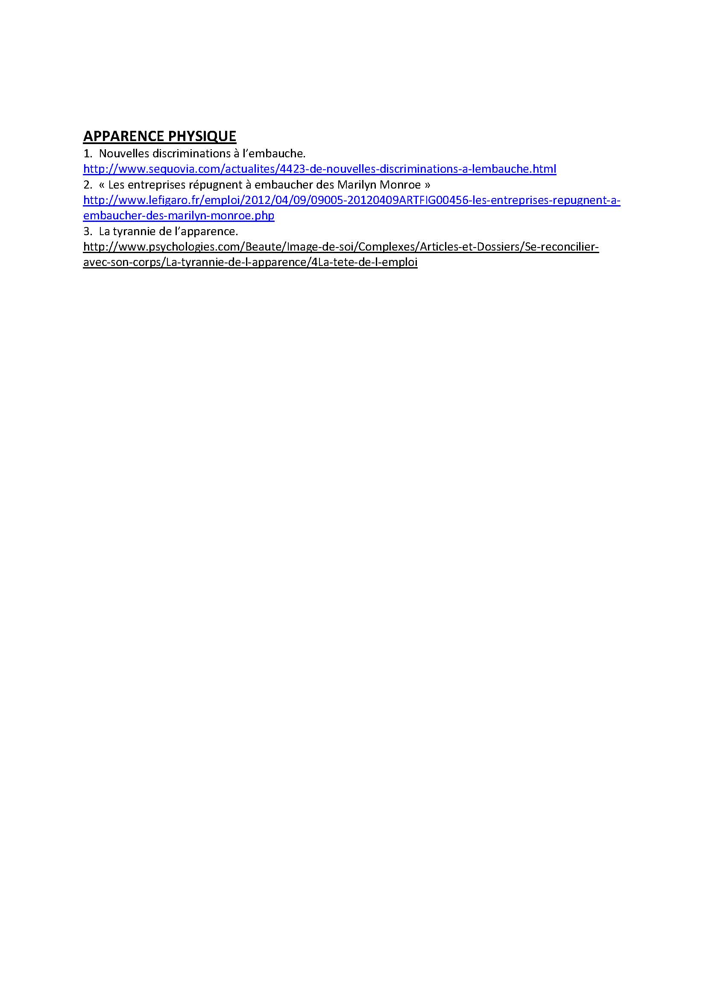 APPARENCE PHYSIQUE
1. Nouvelles discriminations à l’embauche.
http://www.sequovia.com/actualites/4423-de-nouvelles-discriminations-a-lembauche.html
2. « Les entreprises répugnent à embaucher des Marilyn Monroe »
http://www.lefigaro.fr/emploi/2012/04/09/09005-20120409ARTFIG00456-les-entreprises-repugnent-a-
embaucher-des-marilyn-monroe.php
3. La tyrannie de l’apparence.
http://www.psychologies.com/Beaute/Image-de-soi/Complexes/Articles-et-Dossiers/Se-reconcilier-
avec-son-corps/La-tyrannie-de-l-apparence/4La-tete-de-l-emploi